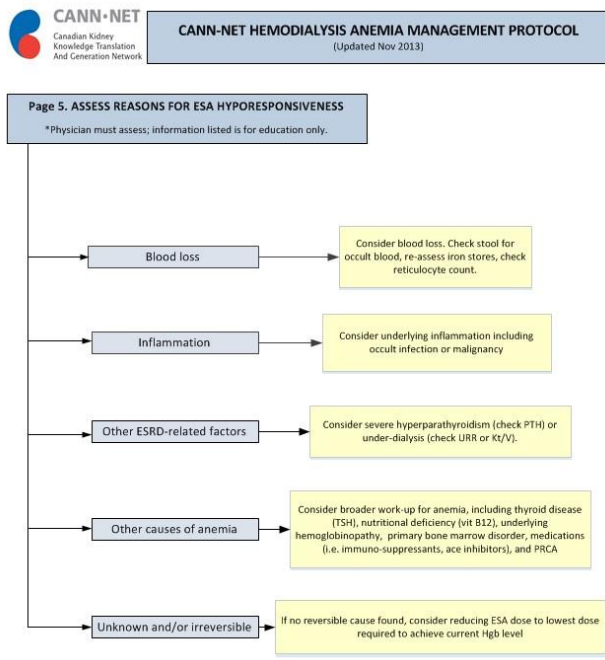 CANN·NET
Canadian Kidney
Knowledge Translation
And Generation Network
CANN-NET HEMODIALYSIS ANEMIA MANAGEMENT PROTOCOL
(Updated Nov 2013)
Page 5. ASSESS REASONS FOR ESA HYPORESPONSIVENESS
*Physician must assess; information listed is for education only.
Blood loss
Consider blood loss. Check stool for
occult blood, re-assess iron stores, check
reticulocyte count.
Inflammation
Consider underlying inflammation including
occult infection or malignancy
Other ESRD-related factors
Consider severe hyperparathyroidism (check PTH) or
under-dialysis (check URR or Kt/V).
Other causes of anemia
Consider broader work-up for anemia, including thyroid disease
(TSH), nutritional deficiency (vit B12), underlying
hemoglobinopathy, primary bone marrow disorder, medications
(i.e. immuno-suppressants, ace inhibitors), and PRCA
Unknown and/or irreversible
If no reversible cause found, consider reducing ESA dose to lowest dose
required to achieve current Hgb level